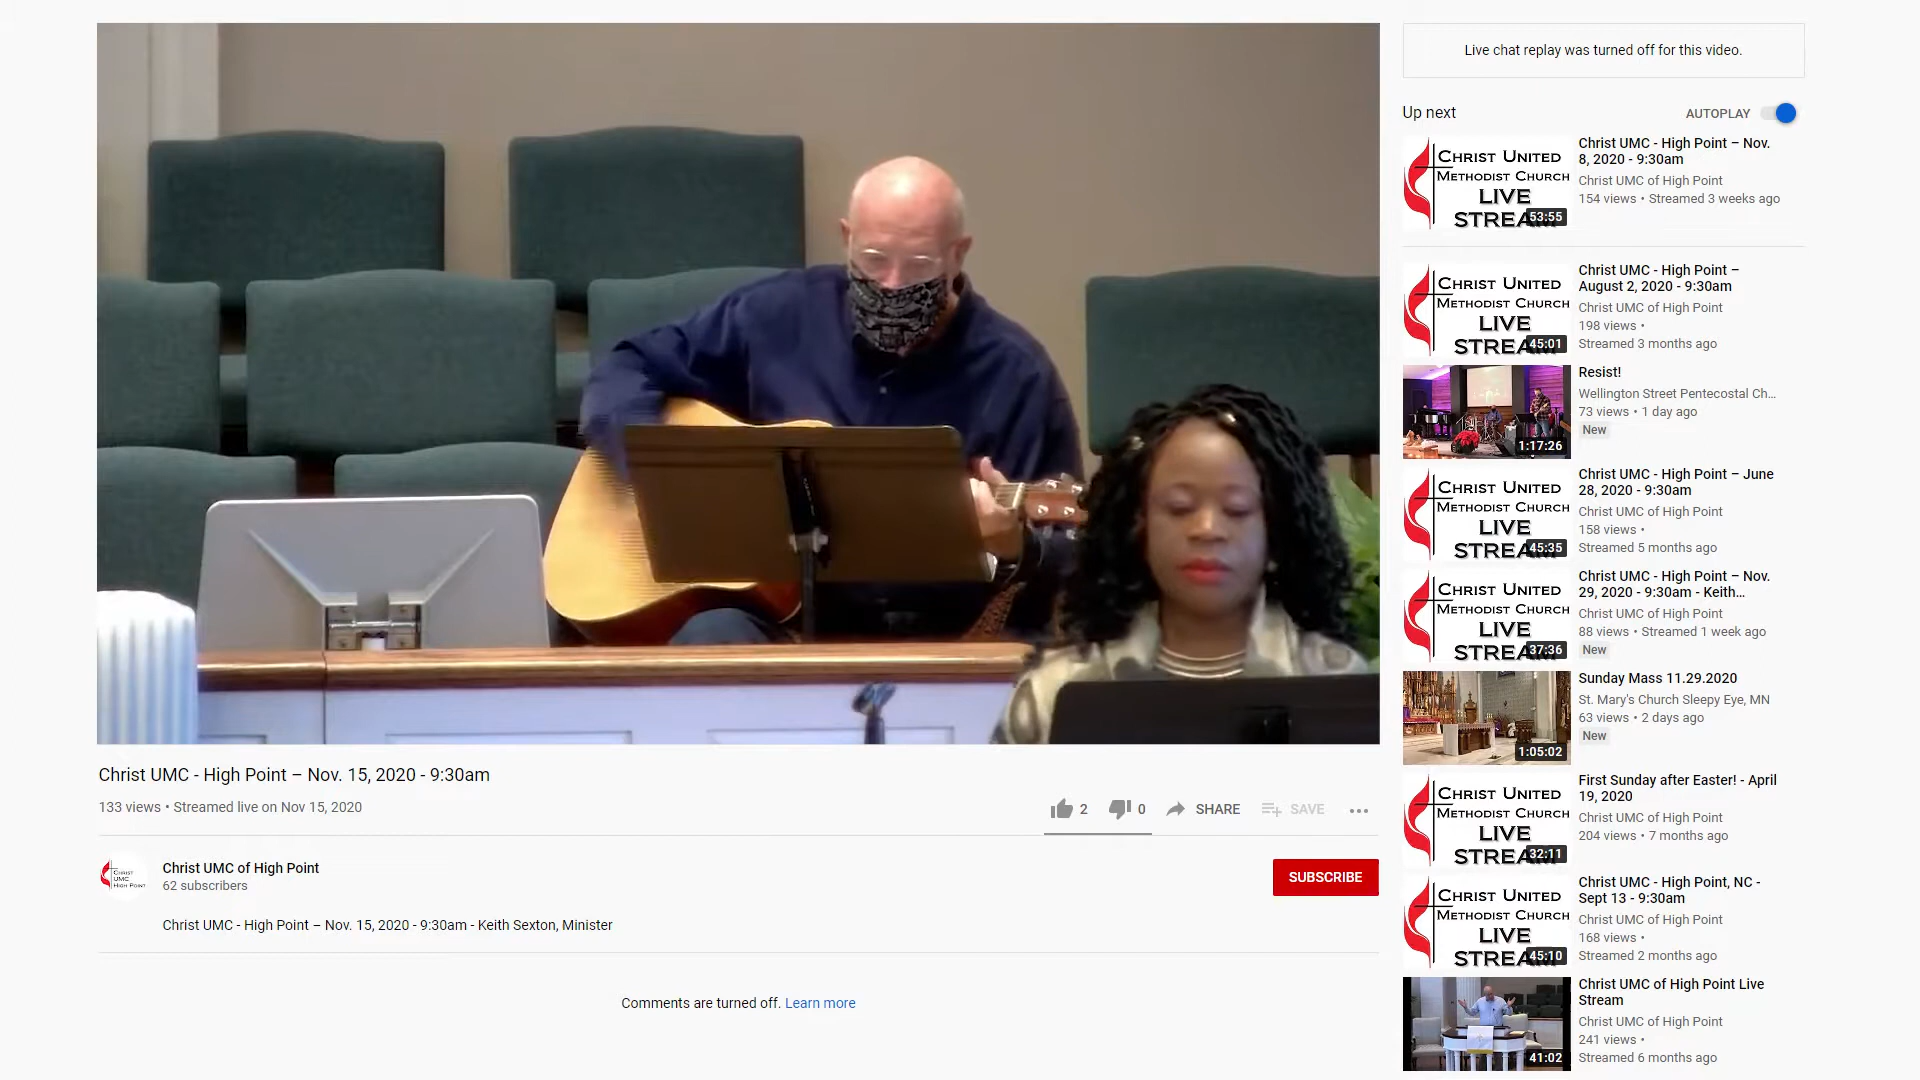 Live chat replay was turned off for this video.
Up next
AUTOPLAY
CHRIST UNITED
METHODIST CHURCH
LIVE
STREA
53:55
Christ UMC - High Point – Nov.
8, 2020 - 9:30am
Christ UMC of High Point
154 views • Streamed 3 weeks ago
CHRIST UNITED
METHODIST CHURCH
LIVE
STREA
45:01
Christ UMC - High Point –
August 2, 2020 - 9:30am
Christ UMC of High Point
198 views •
Streamed 3 months ago
1:17:26
Resist!
Wellington Street Pentecostal Ch...
73 views • 1 day ago
New
CHRIST UNITED
METHODIST CHURCH
LIVE
STREA
45:35
Christ UMC - High Point – June
28, 2020 - 9:30am
Christ UMC of High Point
158 views •
Streamed 5 months ago
CHRIST UNITED
METHODIST CHURCH
LIVE
STREA
37:36
Christ UMC - High Point – Nov.
29, 2020 - 9:30am - Keith...
Christ UMC of High Point
88 views • Streamed 1 week ago
New
1:05:02
Sunday Mass 11.29.2020
St. Mary's Church Sleepy Eye, MN
63 views • 2 days ago
New
CHRIST UNITED
METHODIST CHURCH
LIVE
STREA
32:11
First Sunday after Easter! - April
19, 2020
Christ UMC of High Point
204 views • 7 months ago
CHRIST UNITED
METHODIST CHURCH
LIVE
STREA
45:10
Christ UMC - High Point, NC -
Sept 13 - 9:30am
Christ UMC of High Point
168 views •
Streamed 2 months ago
41:02
Christ UMC of High Point Live
Stream
Christ UMC of High Point
241 views •
Streamed 6 months ago
Christ UMC - High Point – Nov. 15, 2020 - 9:30am
133 views • Streamed live on Nov 15, 2020
2
0
SHARE
SAVE
CHRIST
UMC
HIGH POINT
Christ UMC of High Point
62 subscribers
SUBSCRIBE
Christ UMC - High Point – Nov. 15, 2020 - 9:30am - Keith Sexton, Minister
Comments are turned off. Learn more